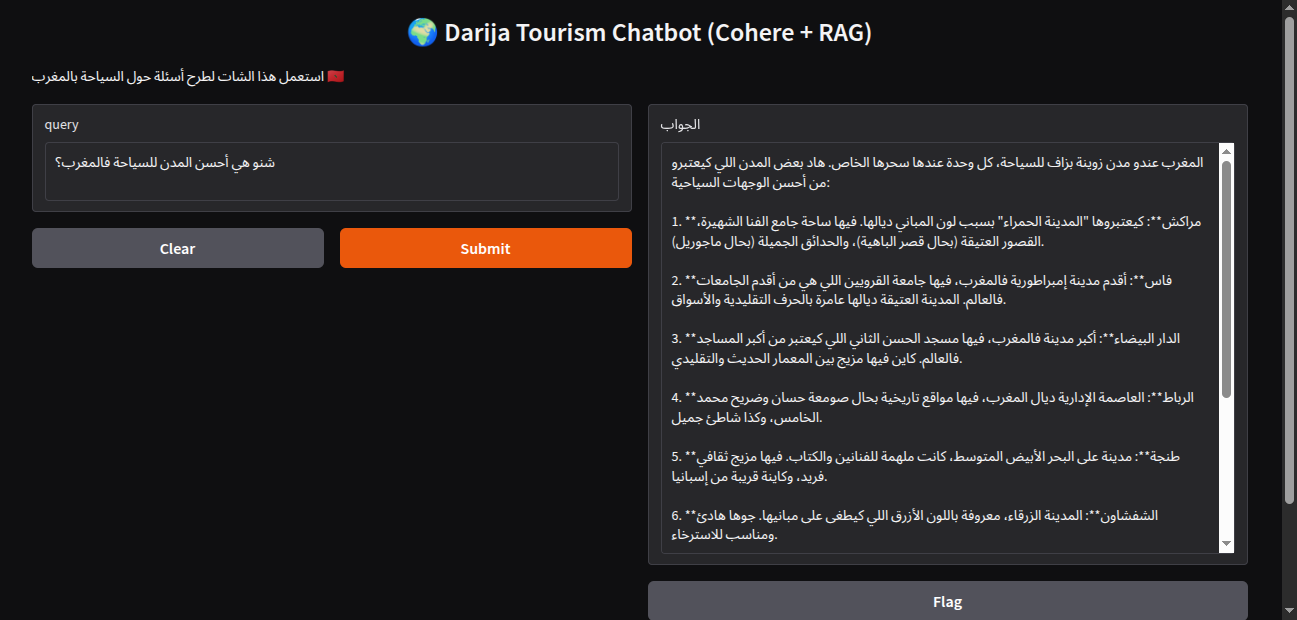 🌍 Darija Tourism Chatbot (Cohere + RAG)
استعمل هذا الشات لطرح أسئلة حول السياحة بالمغرب 🇲🇦
query
شنو هي أحسن المدن للسياحة فالمغرب؟
Clear
Submit
الجواب
المغرب عندو مدن زوينة بزاف للسياحة، كل وحدة عندها سحرها الخاص. هاد بعض المدن اللي كيعتبرو
من أحسن الوجهات السياحية:
1. **مراكش**: كيعتبروها "المدينة الحمراء" بسبب لون المباني ديالها. فيها ساحة جامع الفنا الشهيرة،
القصور العتيقة (بحال قصر الباهية)، والحدائق الجميلة (بحال ماجوريل).
2. **فاس**: أقدم مدينة إمبراطورية فالمغرب، فيها جامعة القرويين اللي هي من أقدم الجامعات
فالعالم. المدينة العتيقة ديالها عامرة بالحرف التقليدية والأسواق.
3. **الدار البيضاء**: أكبر مدينة فالمغرب، فيها مسجد الحسن الثاني اللي كيعتبر من أكبر المساجد
فالعالم. كاين فيها مزيج بين المعمار الحديث والتقليدي.
4. **الرباط**: العاصمة الإدارية ديال المغرب، فيها مواقع تاريخية بحال صومعة حسان وضريح محمد
الخامس، وكذا شاطئ جميل.
5. **طنجة**: مدينة على البحر الأبيض المتوسط، كانت ملهمة للفنانين والكتاب. فيها مزيج ثقافي
فريد، وكاينة قريبة من إسبانيا.
6. **الشفشاون**: المدينة الزرقاء، معروفة باللون الأزرق اللي كيطغى على مبانيها. جوها هادئ
ومناسب للاسترخاء.
Flag